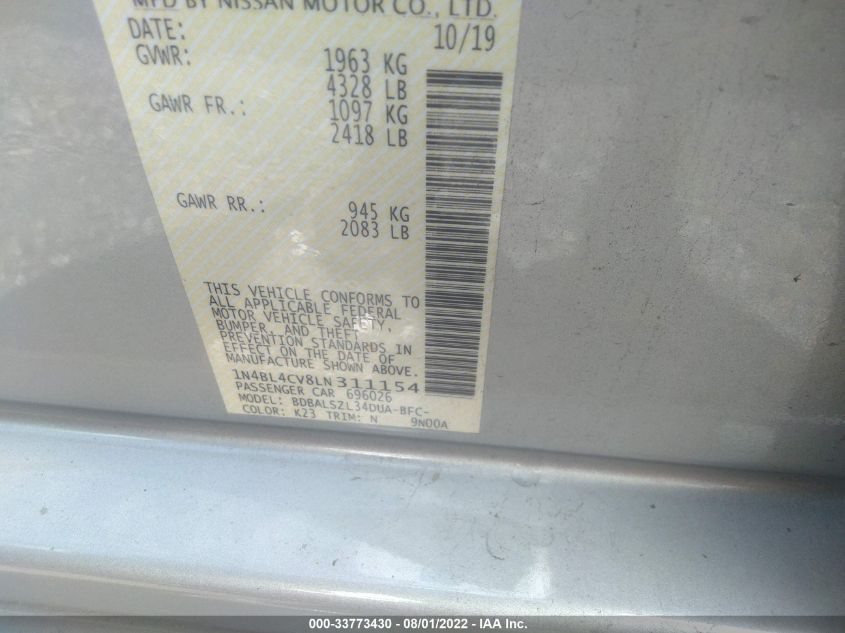 MFD BY NISSAN MOTOR CO., LTD.
DATE: 10/19
GVWR: 1963 KG
4328 LB
GAWR FR.: 1097 KG
2418 LB
GAWR RR.: 945 KG
2083 LB
THIS VEHICLE CONFORMS TO
ALL APPLICABLE FEDERAL
MOTOR VEHICLE SAFETY,
BUMPER, AND THEFT
PREVENTION STANDARDS IN
EFFECT ON THE DATE OF
MANUFACTURE SHOWN ABOVE.
1N4BL4CV8LN311154
PASSENGER CAR 696026
MODEL: BDBALSZL34DUA-BFC-
COLOR: K23 TRIM: N 9N00A
000-33773430 - 08/01/2022 - IAA Inc.